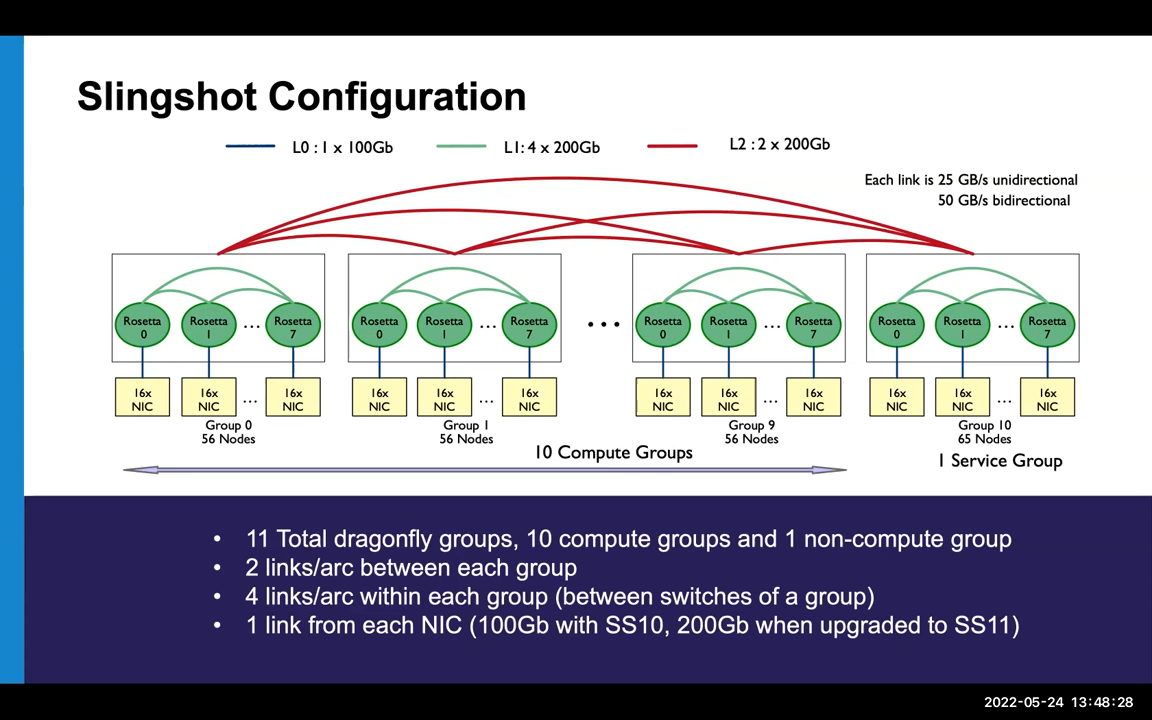 Slingshot Configuration
L0 : 1 x 100Gb
L1: 4 x 200Gb
L2 : 2 x 200Gb
Each link is 25 GB/s unidirectional
50 GB/s bidirectional
Rosetta 0
Rosetta 1
...
Rosetta 7
Rosetta 0
Rosetta 1
...
Rosetta 7
...
Rosetta 0
Rosetta 1
...
Rosetta 7
Rosetta 0
Rosetta 1
...
Rosetta 7
16x NIC
16x NIC
...
16x NIC
16x NIC
16x NIC
...
16x NIC
16x NIC
16x NIC
...
16x NIC
16x NIC
16x NIC
...
16x NIC
Group 0
56 Nodes
Group 1
56 Nodes
Group 9
56 Nodes
Group 10
65 Nodes
10 Compute Groups
1 Service Group
• 11 Total dragonfly groups, 10 compute groups and 1 non-compute group
• 2 links/arc between each group
• 4 links/arc within each group (between switches of a group)
• 1 link from each NIC (100Gb with SS10, 200Gb when upgraded to SS11)
2022-05-24 13:48:28